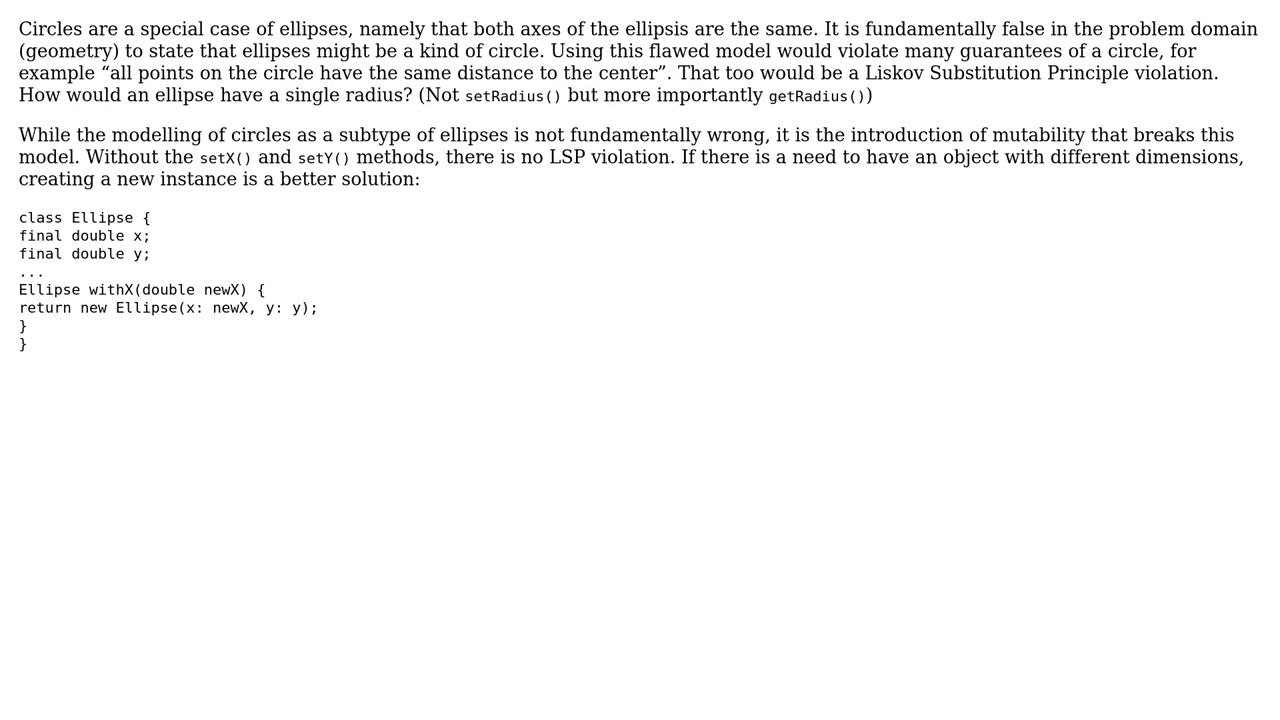 Circles are a special case of ellipses, namely that both axes of the ellipsis are the same. It is fundamentally false in the problem domain
(geometry) to state that ellipses might be a kind of circle. Using this flawed model would violate many guarantees of a circle, for
example “all points on the circle have the same distance to the center”. That too would be a Liskov Substitution Principle violation.
How would an ellipse have a single radius? (Not setRadius() but more importantly getRadius())
While the modelling of circles as a subtype of ellipses is not fundamentally wrong, it is the introduction of mutability that breaks this
model. Without the setX() and setY() methods, there is no LSP violation. If there is a need to have an object with different dimensions,
creating a new instance is a better solution:
class Ellipse {
final double x;
final double y;
...
Ellipse withX(double newX) {
return new Ellipse(x: newX, y: y);
}
}